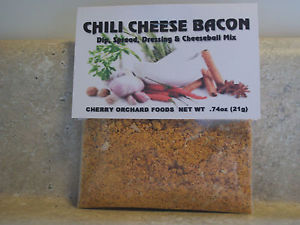 CHILI CHEESE BACON
Dip, Spread, Dressing & Cheeseball Mix
CHERRY ORCHARD FOODS NET WT .74oz (21g)